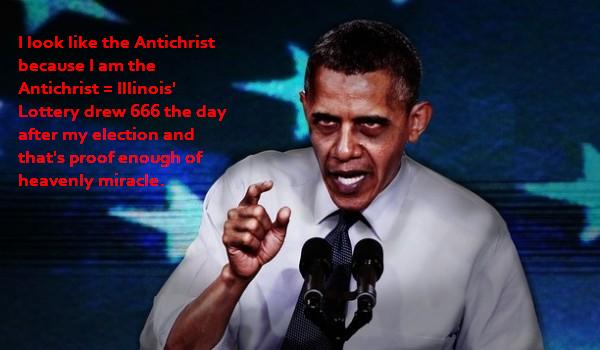 I look like the Antichrist
because I am the
Antichrist = Illinois'
Lottery drew 666 the day
after my election and
that's proof enough of
heavenly miracle.